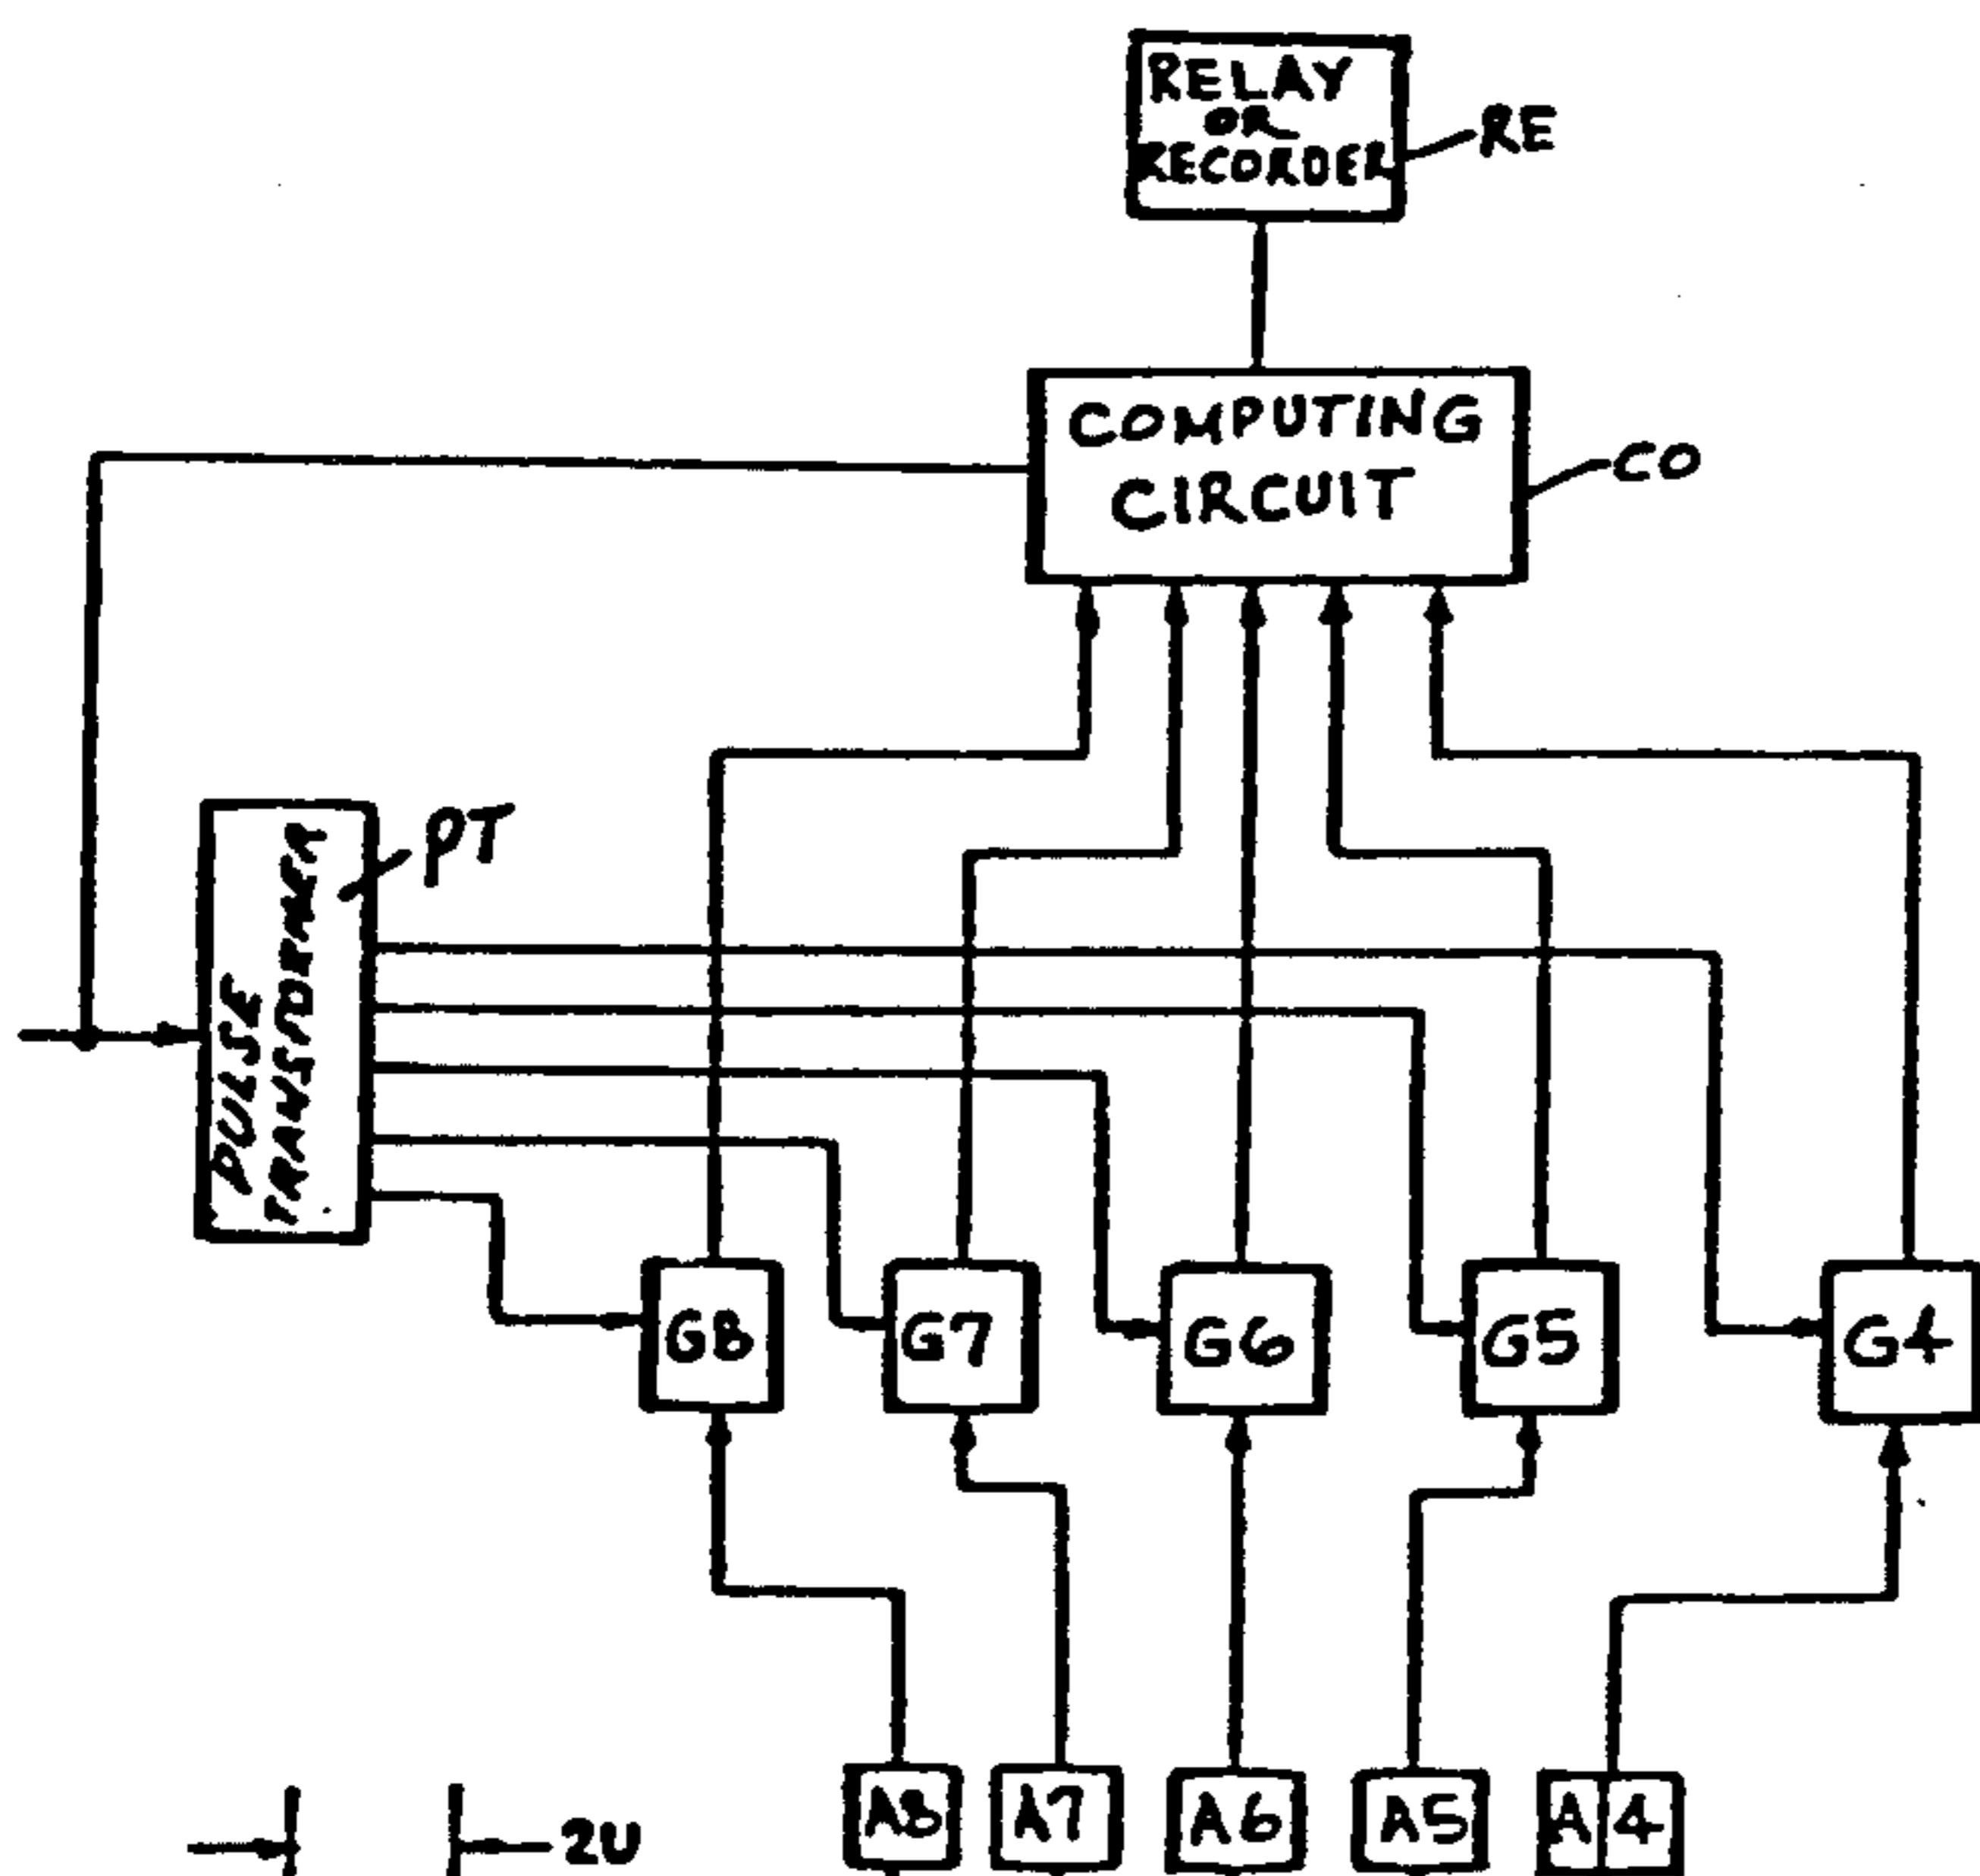 RELAY
OR
RECORDER
RE
COMPUTING
CIRCUIT
CO
PT
PULSE
TRANSFORMER
G8
G7
G6
G5
G4
A8
A7
A6
A5
A4
2U